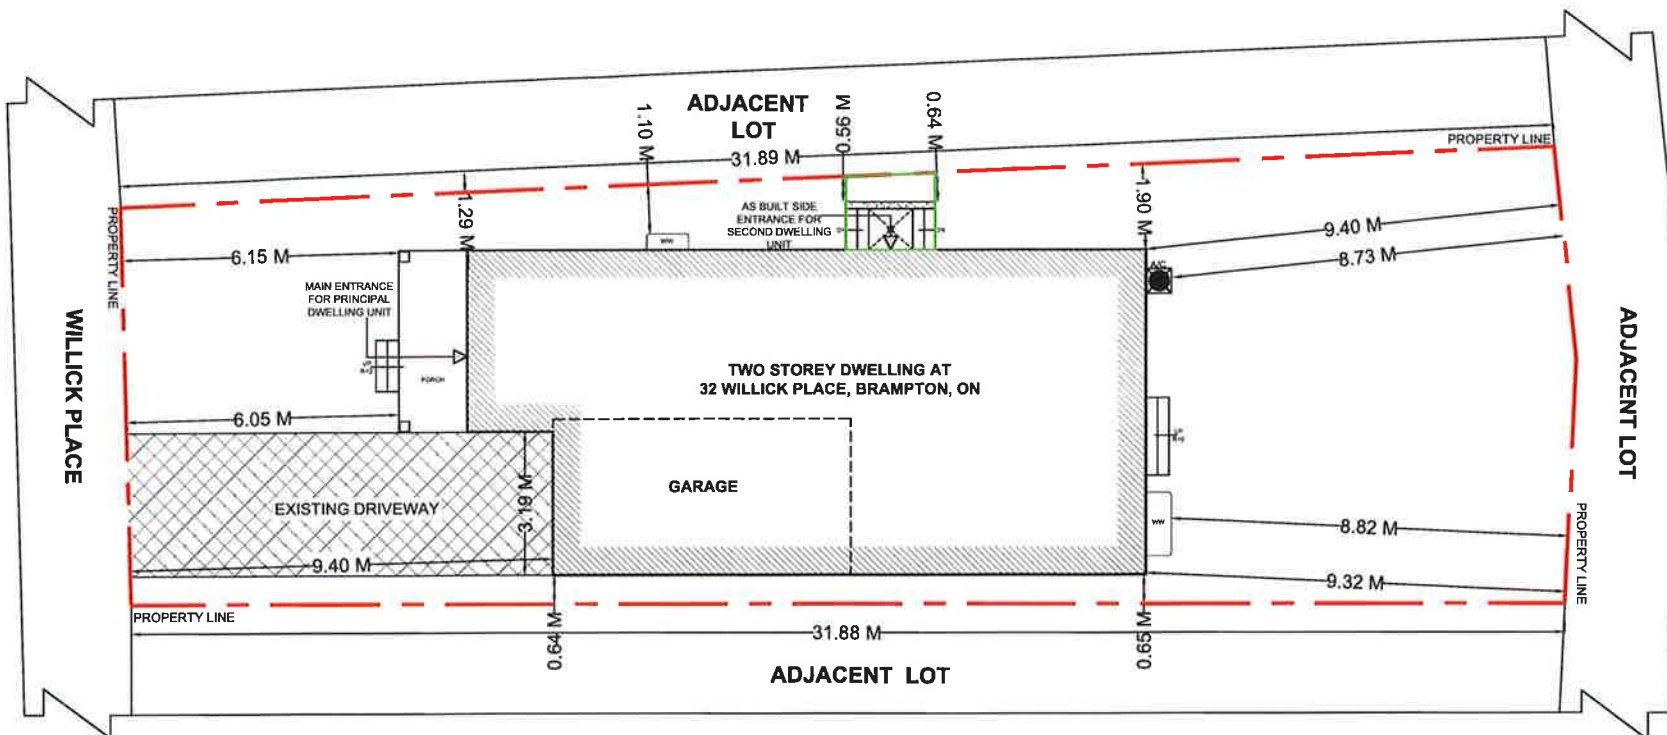 ADJACENT
LOT
31.89 M
1.10 M
0.56 M
0.64 M
PROPERTY LINE
PROPERTY LINE
1.29 M
WW
AS BUILT SIDE
ENTRANCE FOR
SECOND DWELLING
UNIT
1.90 M
9.40 M
8.73 M
A/C
6.15 M
MAIN ENTRANCE
FOR PRINCIPAL
DWELLING UNIT
UP
PORCH
WILLICK PLACE
TWO STOREY DWELLING AT
32 WILLICK PLACE, BRAMPTON, ON
ADJACENT LOT
6.05 M
UP
EXISTING DRIVEWAY
3.19 M
GARAGE
WW
8.82 M
PROPERTY LINE
9.40 M
9.32 M
PROPERTY LINE
0.64 M
31.88 M
0.65 M
ADJACENT LOT